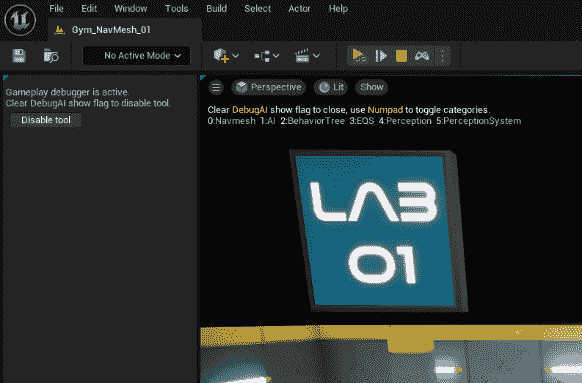 File Edit Window Tools Build Select Actor Help
Gym_NavMesh_01
No Active Mode
Gameplay debugger is active.
Clear DebugAI show flag to disable tool.
Disable tool
Perspective Lit Show
Clear DebugAI show flag to close, use Numpad to toggle categories.
0:Navmesh 1:AI 2:BehaviorTree 3:EQS 4:Perception 5:PerceptionSystem
LAB
01